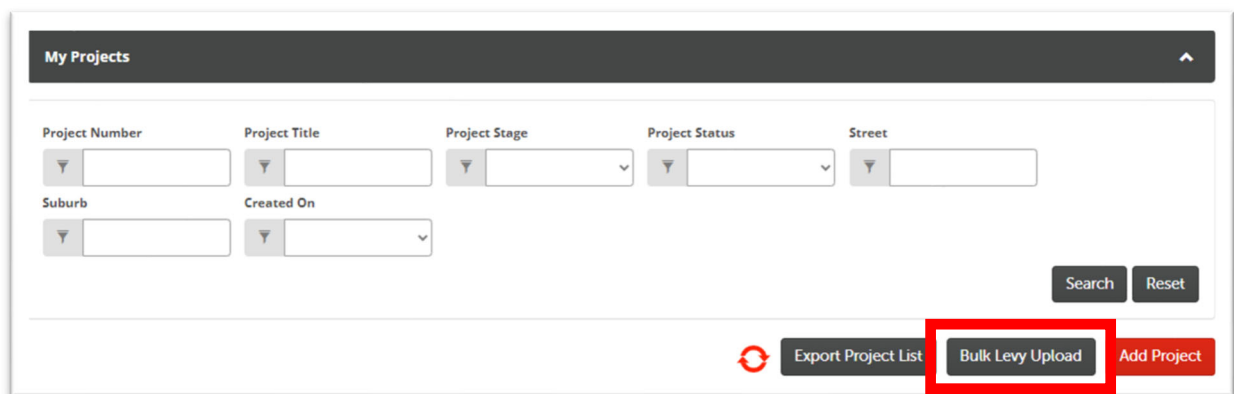 My Projects
Project Number Project Title Project Stage Project Status Street
Suburb Created On
Search Reset
Export Project List Bulk Levy Upload Add Project